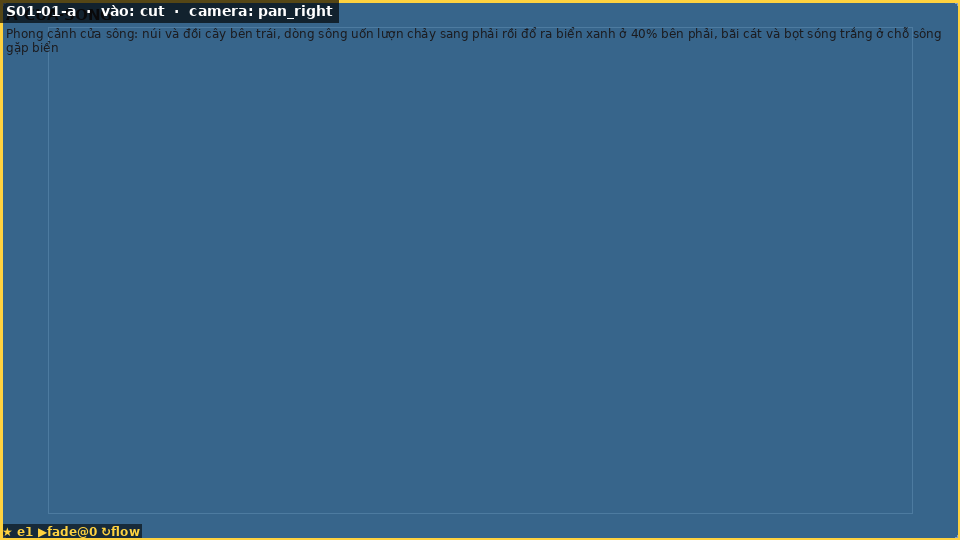 S01-01-a · vào: cut · camera: pan_right
Phong cảnh cửa sông: núi và đồi cây bên trái, dòng sông uốn lượn chảy sang phải rồi đổ ra biển xanh ở 40% bên phải, bãi cát và bọt sóng trắng ở chỗ sông
gặp biển
★ e1 ▶fade@0 ↻flow